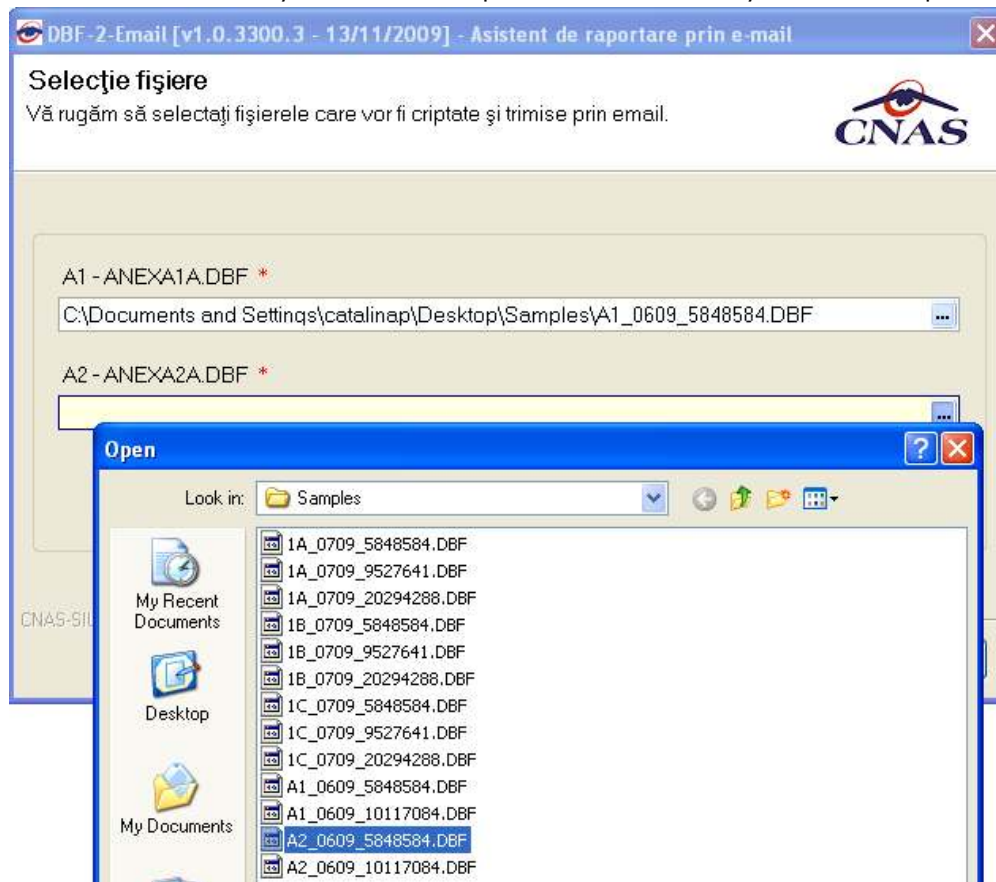 DBF-2-Email [v1.0.3300.3 - 13/11/2009] - Asistent de raportare prin e-mail
Selecţie fişiere
Vă rugăm să selectaţi fişierele care vor fi criptate şi trimise prin email.
CNAS
A1 - ANEXA1A.DBF *
C:\Documents and Settings\catalinap\Desktop\Samples\A1_0609_5848584.DBF ...
A2 - ANEXA2A.DBF *
...
Open
Look in: Samples
1A_0709_5848584.DBF
1A_0709_9527641.DBF
1A_0709_20294288.DBF
1B_0709_5848584.DBF
1B_0709_9527641.DBF
1B_0709_20294288.DBF
1C_0709_5848584.DBF
1C_0709_9527641.DBF
1C_0709_20294288.DBF
A1_0609_5848584.DBF
A1_0609_10117084.DBF
A2_0609_5848584.DBF
A2_0609_10117084.DBF
My Recent
Documents
Desktop
My Documents